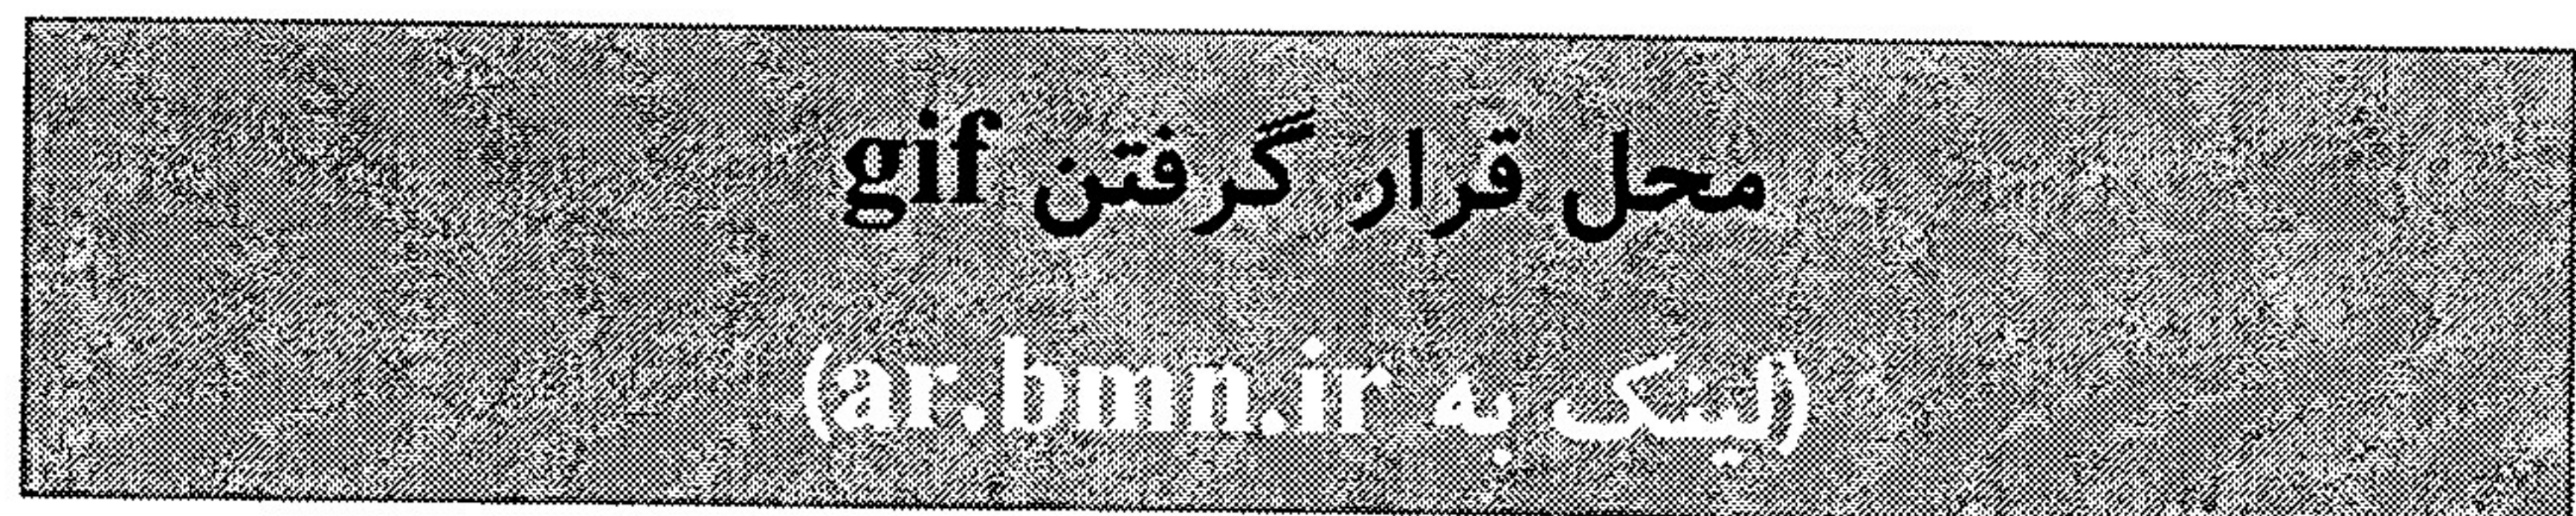 محل قرار گرفتن gif
(لینک به ar.bmn.ir)